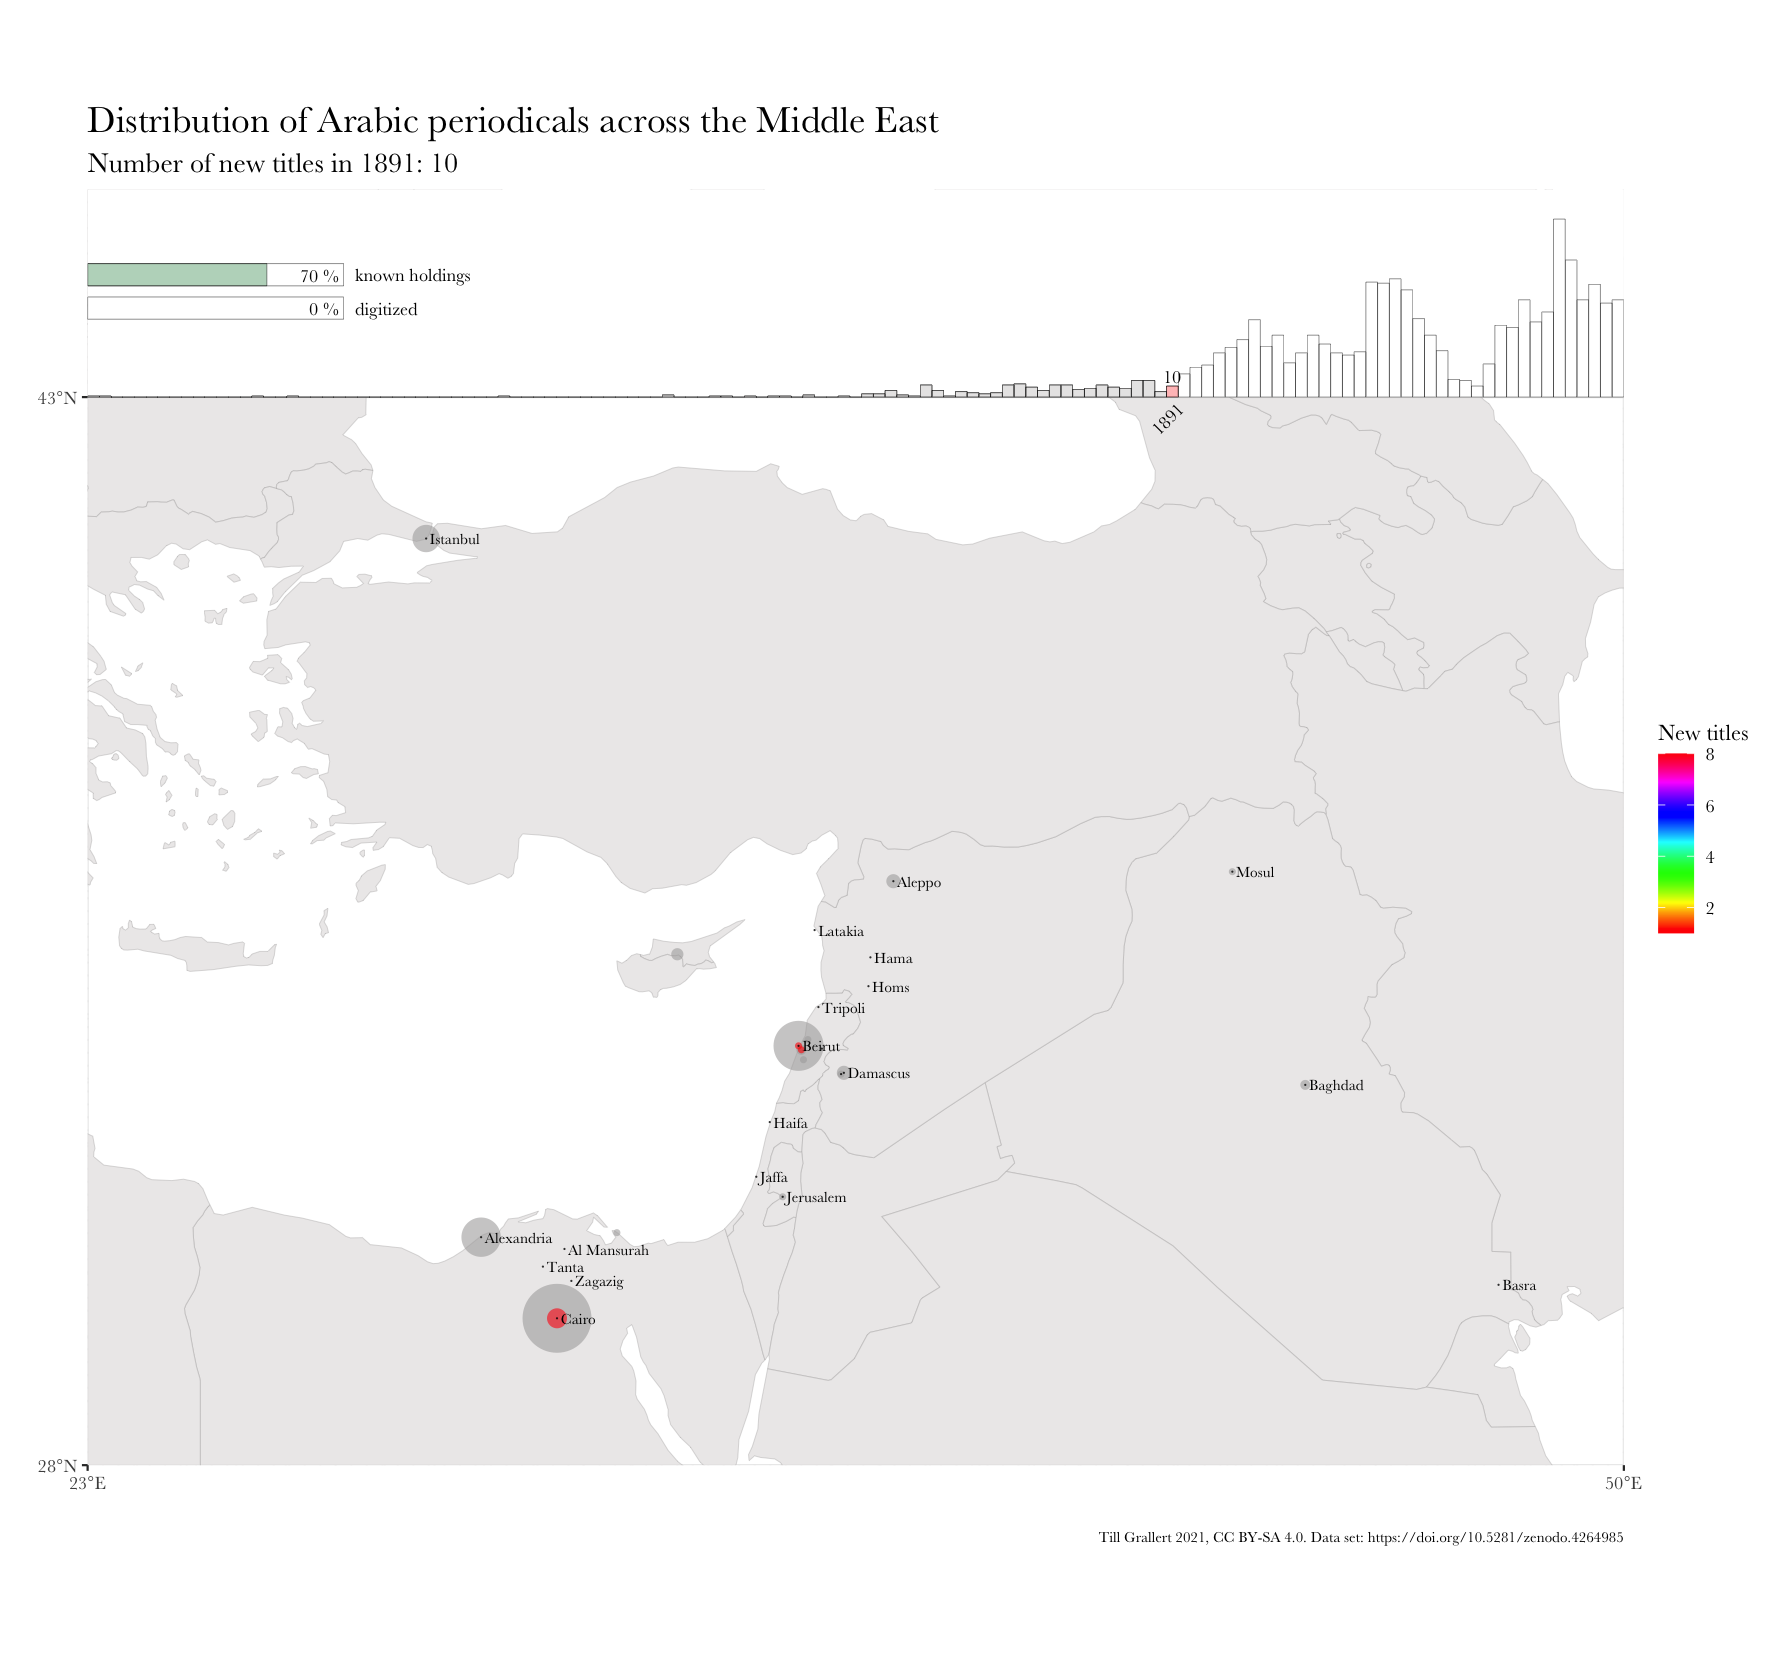 Distribution of Arabic periodicals across the Middle East
Number of new titles in 1891: 10
70 % known holdings
0 % digitized
10
43°N
1891
Istanbul
New titles
8
6
4
2
Mosul
Aleppo
Latakia
Hama
Homs
Tripoli
Beirut
Damascus
Baghdad
Haifa
Jaffa
Jerusalem
Alexandria
Al Mansurah
Tanta
Zagazig
Basra
Cairo
28°N
23°E 50°E
Till Grallert 2021, CC BY-SA 4.0. Data set: https://doi.org/10.5281/zenodo.4264985